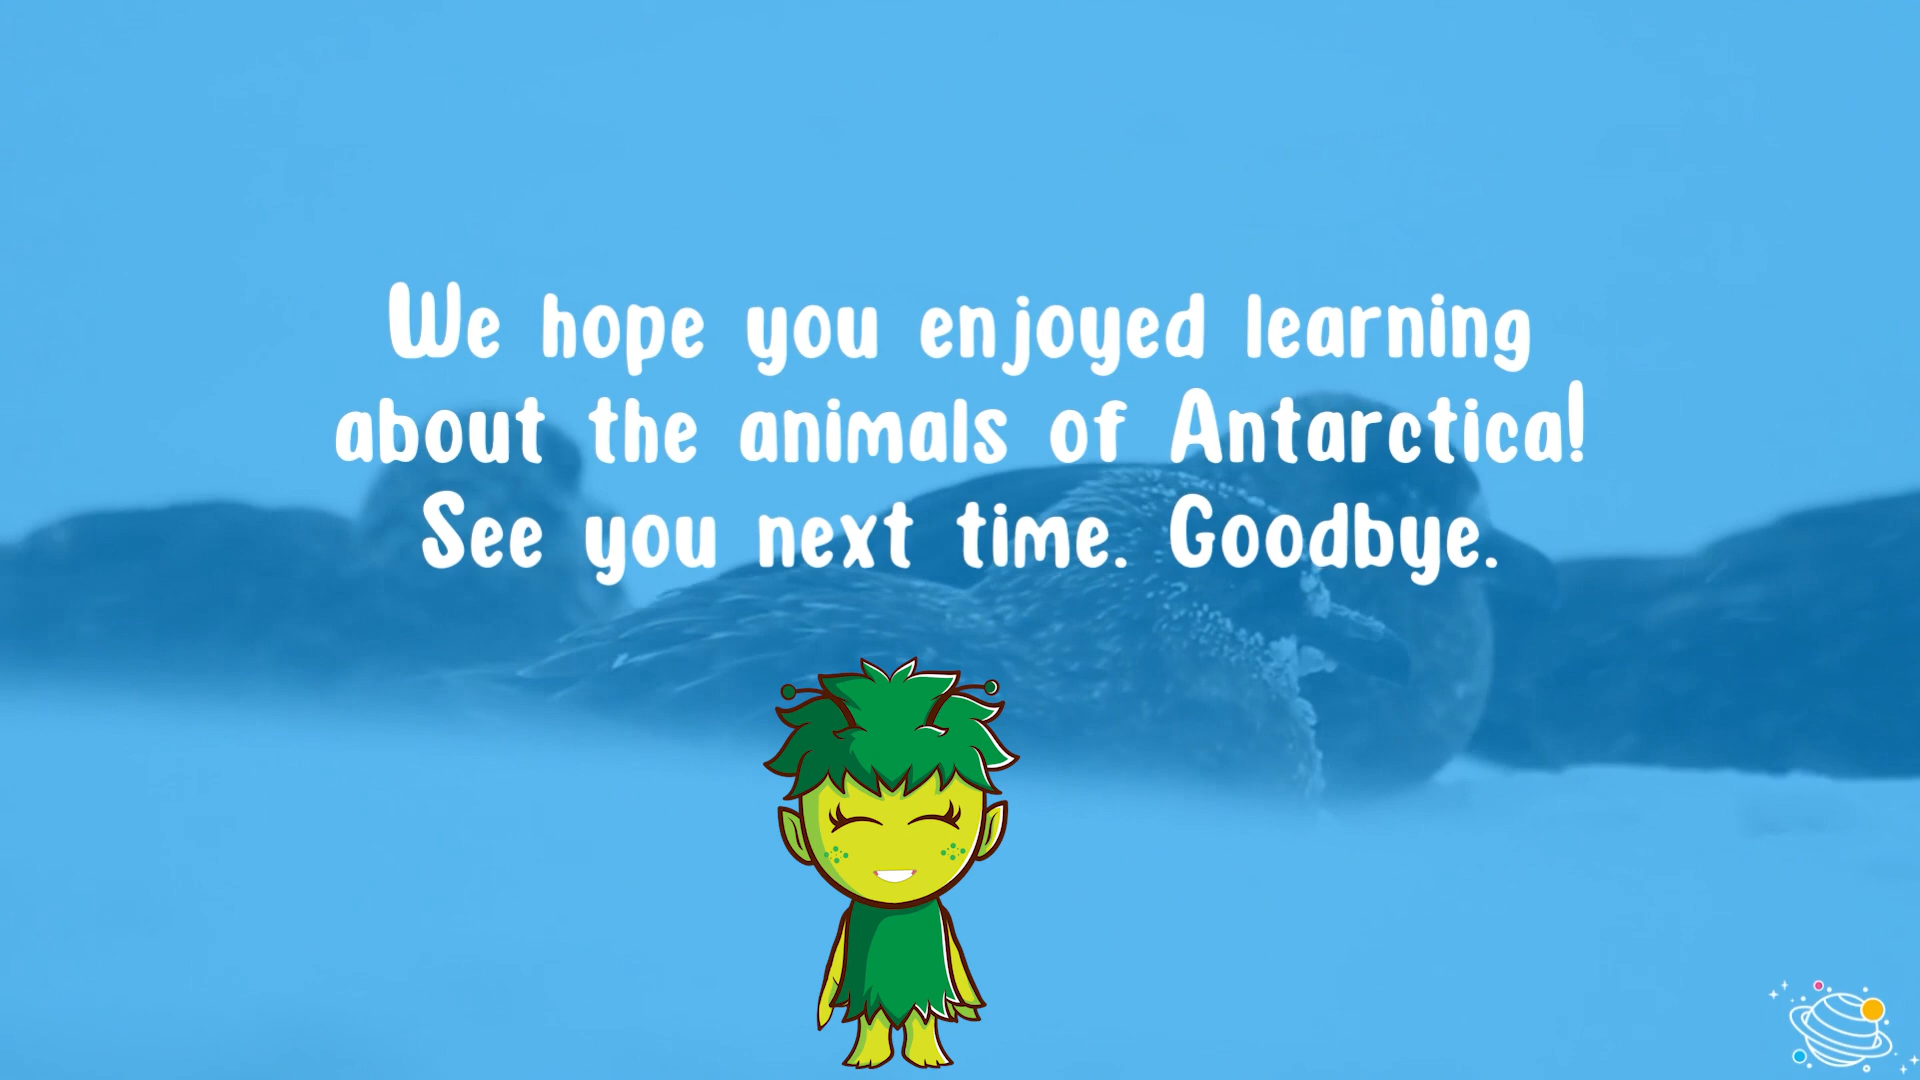 We hope you enjoyed learning
about the animals of Antarctica!
See you next time. Goodbye.